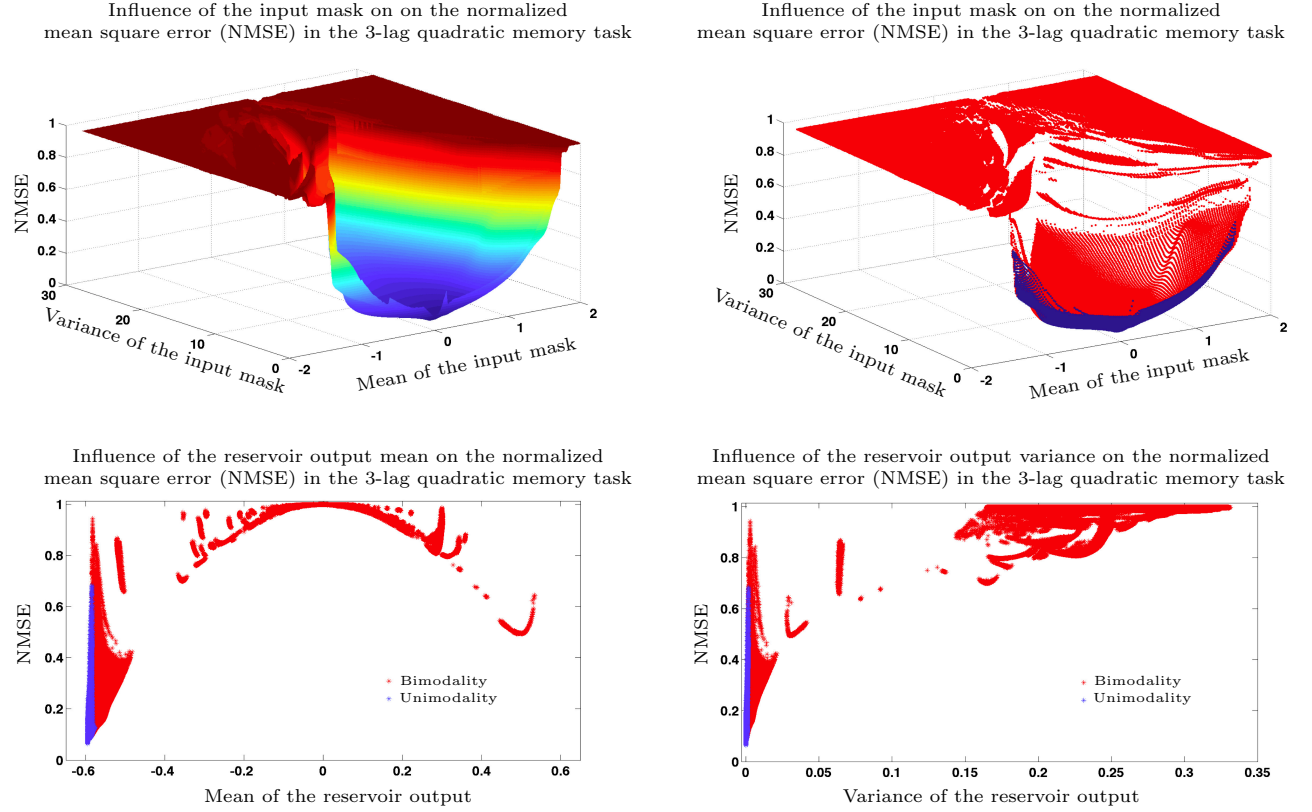 Influence of the input mask on on the normalized
mean square error (NMSE) in the 3-lag quadratic memory task
NMSE
1
0.8
0.6
0.4
0.2
0
30
20
10
0
Variance of the input mask
-2
-1
0
1
2
Mean of the input mask
Influence of the input mask on on the normalized
mean square error (NMSE) in the 3-lag quadratic memory task
NMSE
1
0.8
0.6
0.4
0.2
0
30
20
10
0
Variance of the input mask
-2
-1
0
1
2
Mean of the input mask
Influence of the reservoir output mean on the normalized
mean square error (NMSE) in the 3-lag quadratic memory task
NMSE
1
0.8
0.6
0.4
0.2
0
Bimodality
Unimodality
-0.6
-0.4
-0.2
0
0.2
0.4
0.6
Mean of the reservoir output
Influence of the reservoir output variance on the normalized
mean square error (NMSE) in the 3-lag quadratic memory task
NMSE
1
0.8
0.6
0.4
0.2
0
Bimodality
Unimodality
0
0.05
0.1
0.15
0.2
0.25
0.3
0.35
Variance of the reservoir output